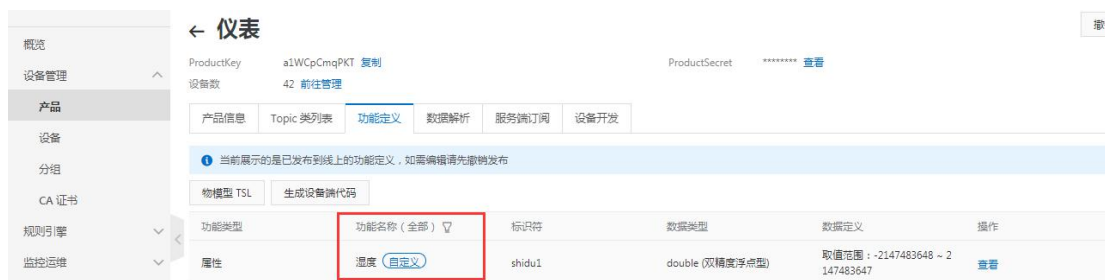 ← 仪表
撤
概览
ProductKey a1WCpCmqPKT 复制 ProductSecret ******** 查看
设备管理
设备数 42 前往管理
产品
产品信息 Topic 类列表 功能定义 数据解析 服务端订阅 设备开发
设备
当前展示的是已发布到线上的功能定义，如需编辑请先撤销发布
分组
物模型 TSL 生成设备端代码
CA 证书
规则引擎
功能类型 功能名称（全部） 标识符 数据类型 数据定义 操作
监控运维
属性 湿度 自定义 shidu1 double (双精度浮点型) 取值范围：-2147483648 ~ 2
147483647 查看